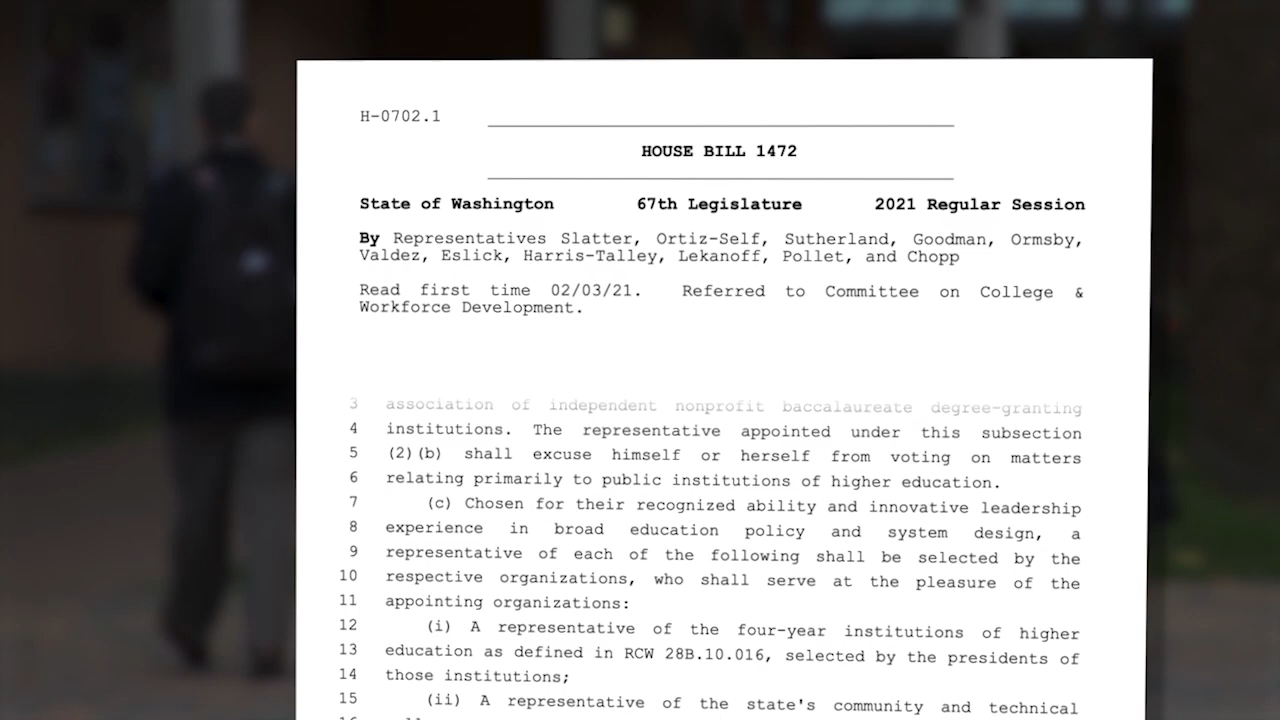 H-0702.1
HOUSE BILL 1472
State of Washington 67th Legislature 2021 Regular Session
By Representatives Slatter, Ortiz-Self, Sutherland, Goodman, Ormsby,
Valdez, Eslick, Harris-Talley, Lekanoff, Pollet, and Chopp
Read first time 02/03/21. Referred to Committee on College &
Workforce Development.
3 association of independent nonprofit baccalaureate degree-granting
4 institutions. The representative appointed under this subsection
5 (2)(b) shall excuse himself or herself from voting on matters
6 relating primarily to public institutions of higher education.
7 (c) Chosen for their recognized ability and innovative leadership
8 experience in broad education policy and system design, a
9 representative of each of the following shall be selected by the
10 respective organizations, who shall serve at the pleasure of the
11 appointing organizations:
12 (i) A representative of the four-year institutions of higher
13 education as defined in RCW 28B.10.016, selected by the presidents of
14 those institutions;
15 (ii) A representative of the state's community and technical